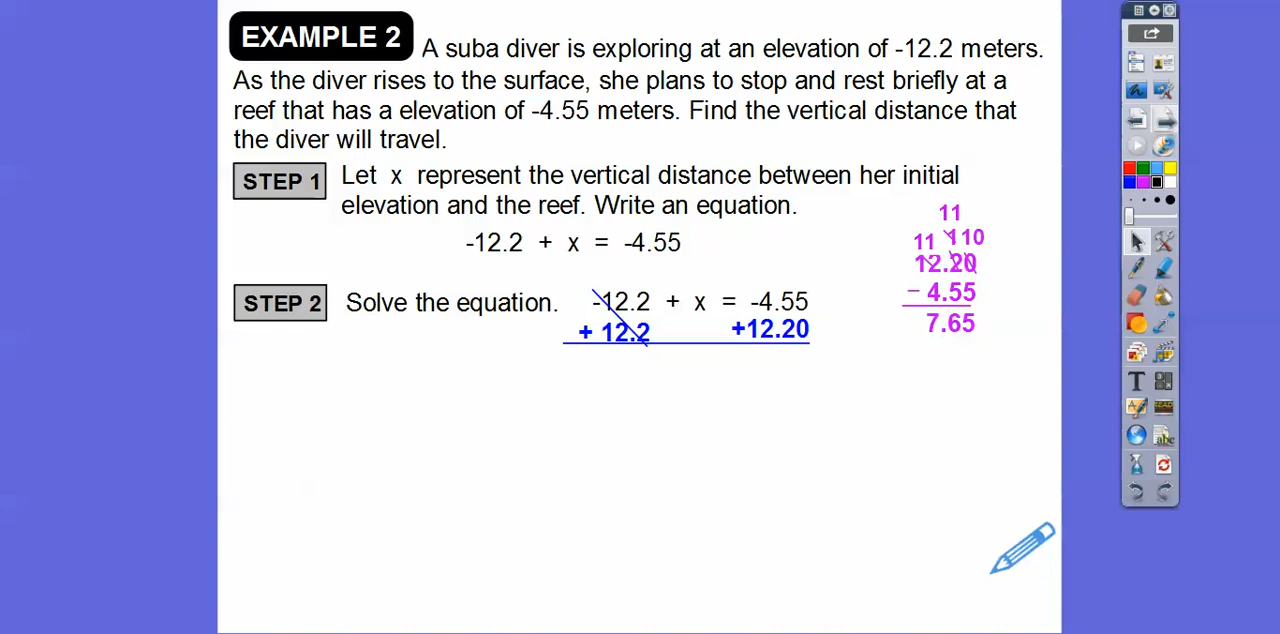 EXAMPLE 2 A suba diver is exploring at an elevation of -12.2 meters.
As the diver rises to the surface, she plans to stop and rest briefly at a
reef that has a elevation of -4.55 meters. Find the vertical distance that
the diver will travel.
STEP 1 Let x represent the vertical distance between her initial
elevation and the reef. Write an equation.
-12.2 + x = -4.55
STEP 2 Solve the equation. -12.2 + x = -4.55
+ 12.2 +12.20
11
11 110
12.20
- 4.55
7.65